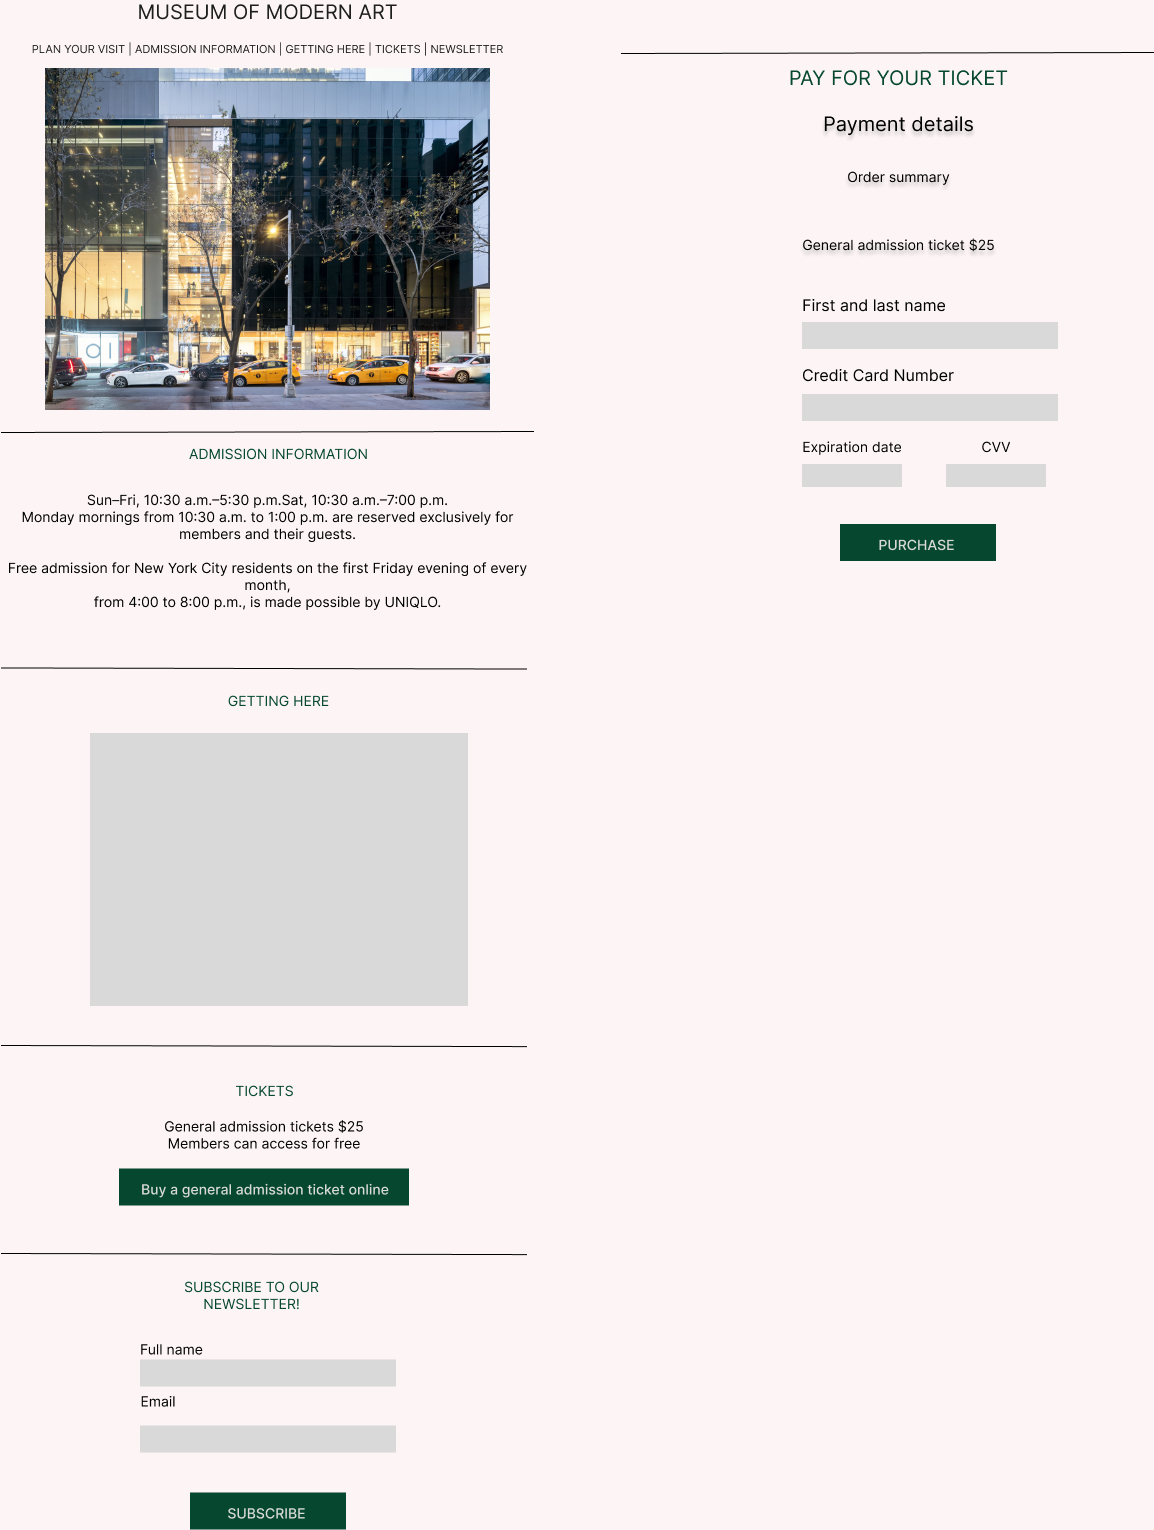 MUSEUM OF MODERN ART
PLAN YOUR VISIT | ADMISSION INFORMATION | GETTING HERE | TICKETS | NEWSLETTER
MoMA
ADMISSION INFORMATION
Sun–Fri, 10:30 a.m.–5:30 p.m.Sat, 10:30 a.m.–7:00 p.m.
Monday mornings from 10:30 a.m. to 1:00 p.m. are reserved exclusively for
members and their guests.
Free admission for New York City residents on the first Friday evening of every
month,
from 4:00 to 8:00 p.m., is made possible by UNIQLO.
GETTING HERE
TICKETS
General admission tickets $25
Members can access for free
Buy a general admission ticket online
SUBSCRIBE TO OUR
NEWSLETTER!
Full name
Email
SUBSCRIBE
PAY FOR YOUR TICKET
Payment details
Order summary
General admission ticket $25
First and last name
Credit Card Number
Expiration date CVV
PURCHASE